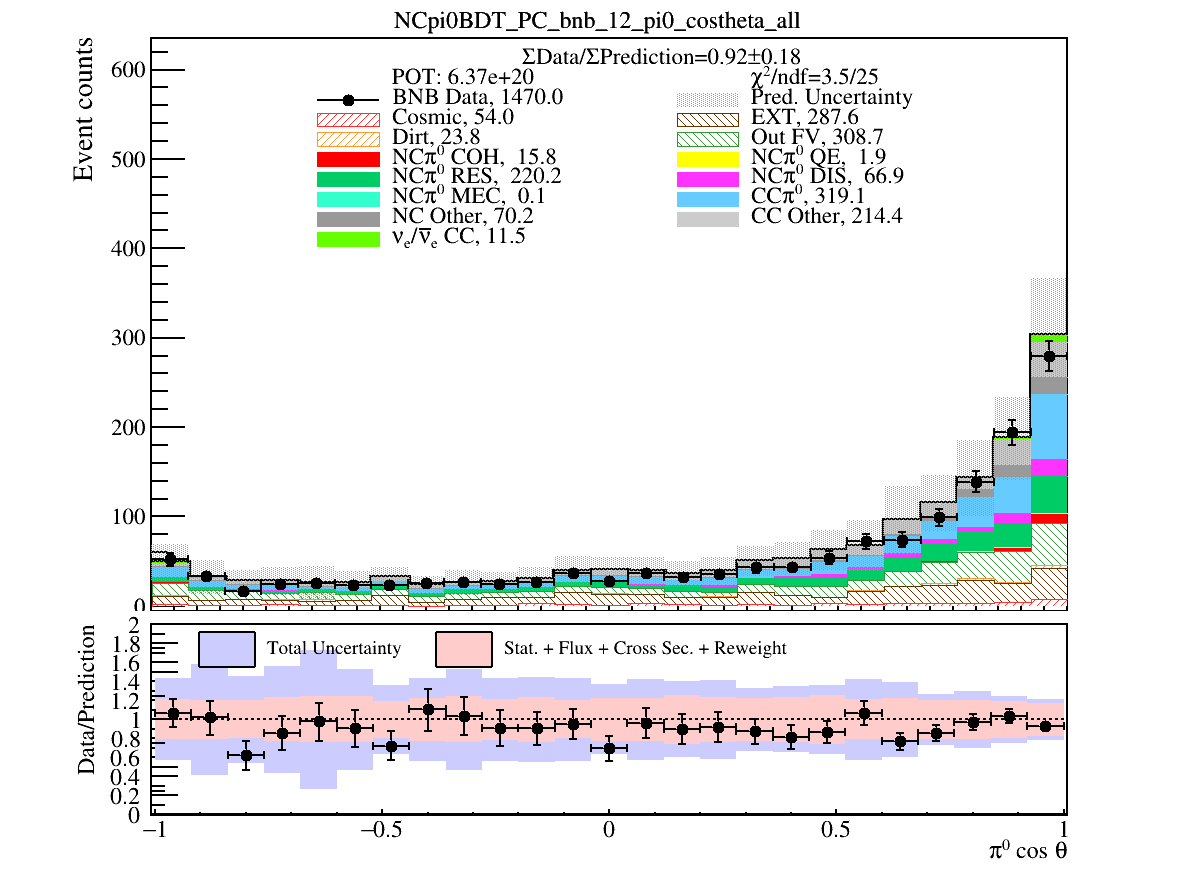 NCpi0BDT_PC_bnb_12_pi0_costheta_all
ΣData/ΣPrediction=0.92±0.18
POT: 6.37e+20
χ²/ndf=3.5/25
BNB Data, 1470.0
Pred. Uncertainty
Cosmic, 54.0
EXT, 287.6
Dirt, 23.8
Out FV, 308.7
NCπ⁰ COH, 15.8
NCπ⁰ QE, 1.9
NCπ⁰ RES, 220.2
NCπ⁰ DIS, 66.9
NCπ⁰ MEC, 0.1
CCπ⁰, 319.1
NC Other, 70.2
CC Other, 214.4
νₑ/ν̅ₑ CC, 11.5
Event counts
600
500
400
300
200
100
0
Total Uncertainty
Stat. + Flux + Cross Sec. + Reweight
Data/Prediction
2
1.8
1.6
1.4
1.2
1
0.8
0.6
0.4
0.2
0
−1 −0.5 0 0.5 1
π⁰ cos θ